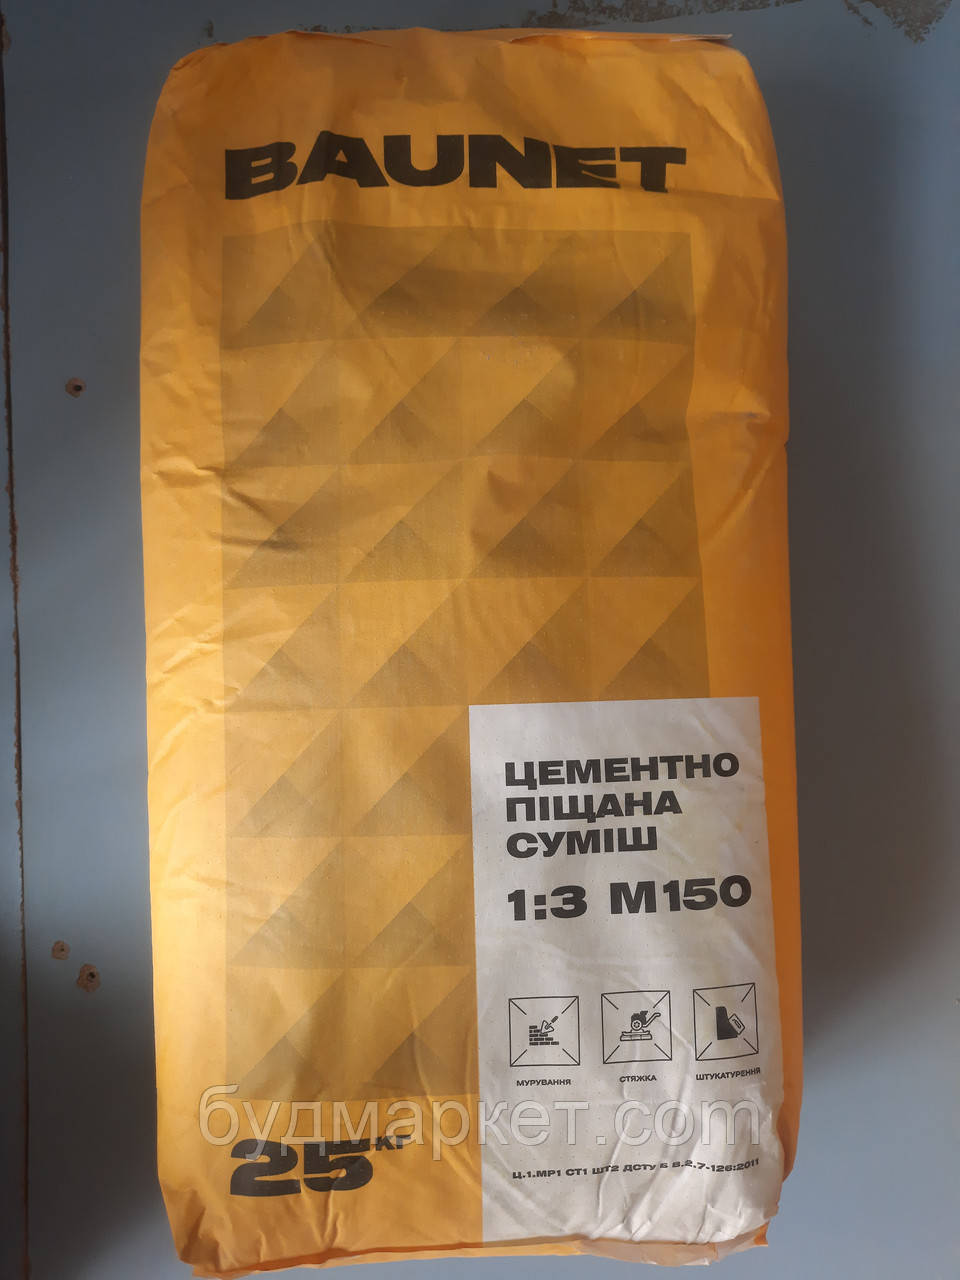 BAUNET
ЦЕМЕНТНО
ПІЩАНА
СУМІШ
1:3 М150
МУРУВАННЯ
СТЯЖКА
ШТУКАТУРЕННЯ
будмаркет.com
25 КГ
Ц.1.МР1 СТ1 ШТ2 ДСТУ Б В.2.7-126:2011